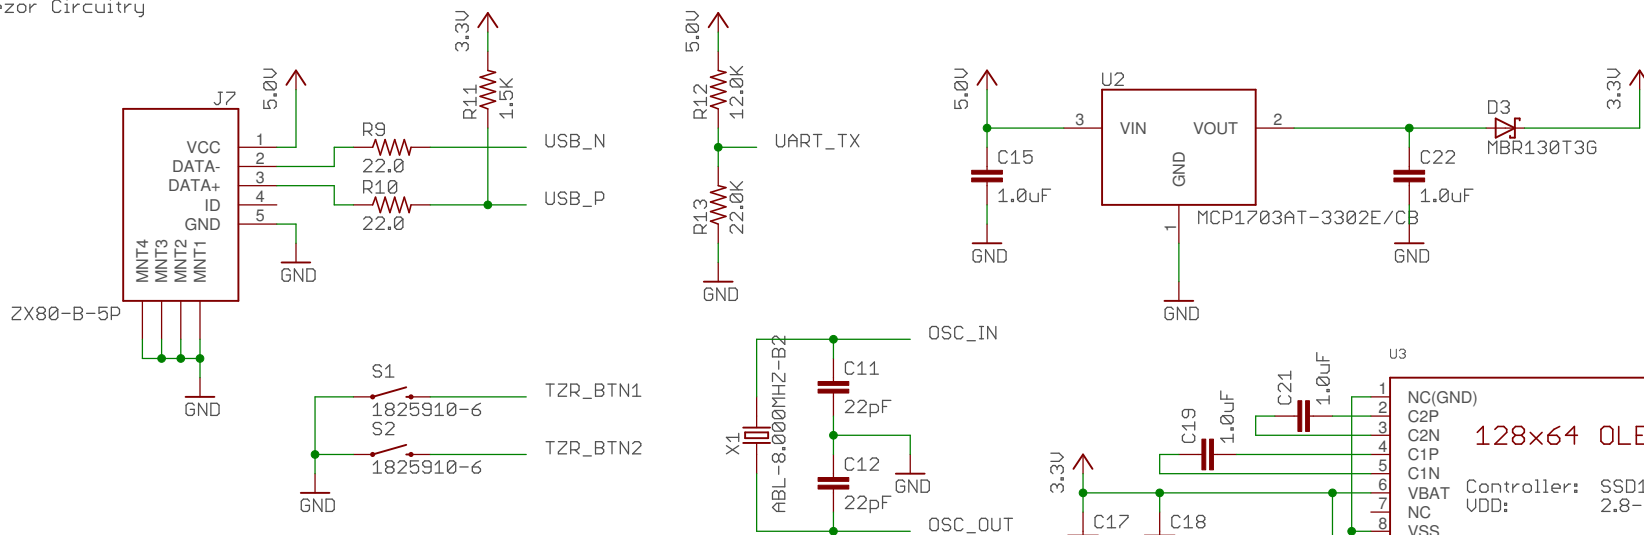 ezor Circuitry
J7
5.0V
VCC 1
DATA- 2
DATA+ 3
ID 4
GND 5
MNT4
MNT3
MNT2
MNT1
ZX80-B-5P
GND
GND
R9
22.0
R10
22.0
3.3V
R11
1.5K
USB_N
USB_P
5.0V
R12
12.0K
UART_TX
R13
22.0K
GND
5.0V
C15
1.0uF
GND
U2
3 VIN
VOUT 2
GND
1
MCP1703AT-3302E/CB
GND
C22
1.0uF
GND
D3
MBR130T3G
3.3V
S1
1825910-6
TZR_BTN1
S2
1825910-6
TZR_BTN2
GND
X1
ABL-8.000MHZ-B2
OSC_IN
C11
22pF
C12
22pF
GND
OSC_OUT
U3
C21
1.0uF
C19
1.0uF
3.3V
C17
C18
1 NC(GND)
2 C2P
3 C2N
4 C1P
5 C1N
6 VBAT
7 NC
8 VSS
128x64 OLE
Controller: SSD1
VDD: 2.8-